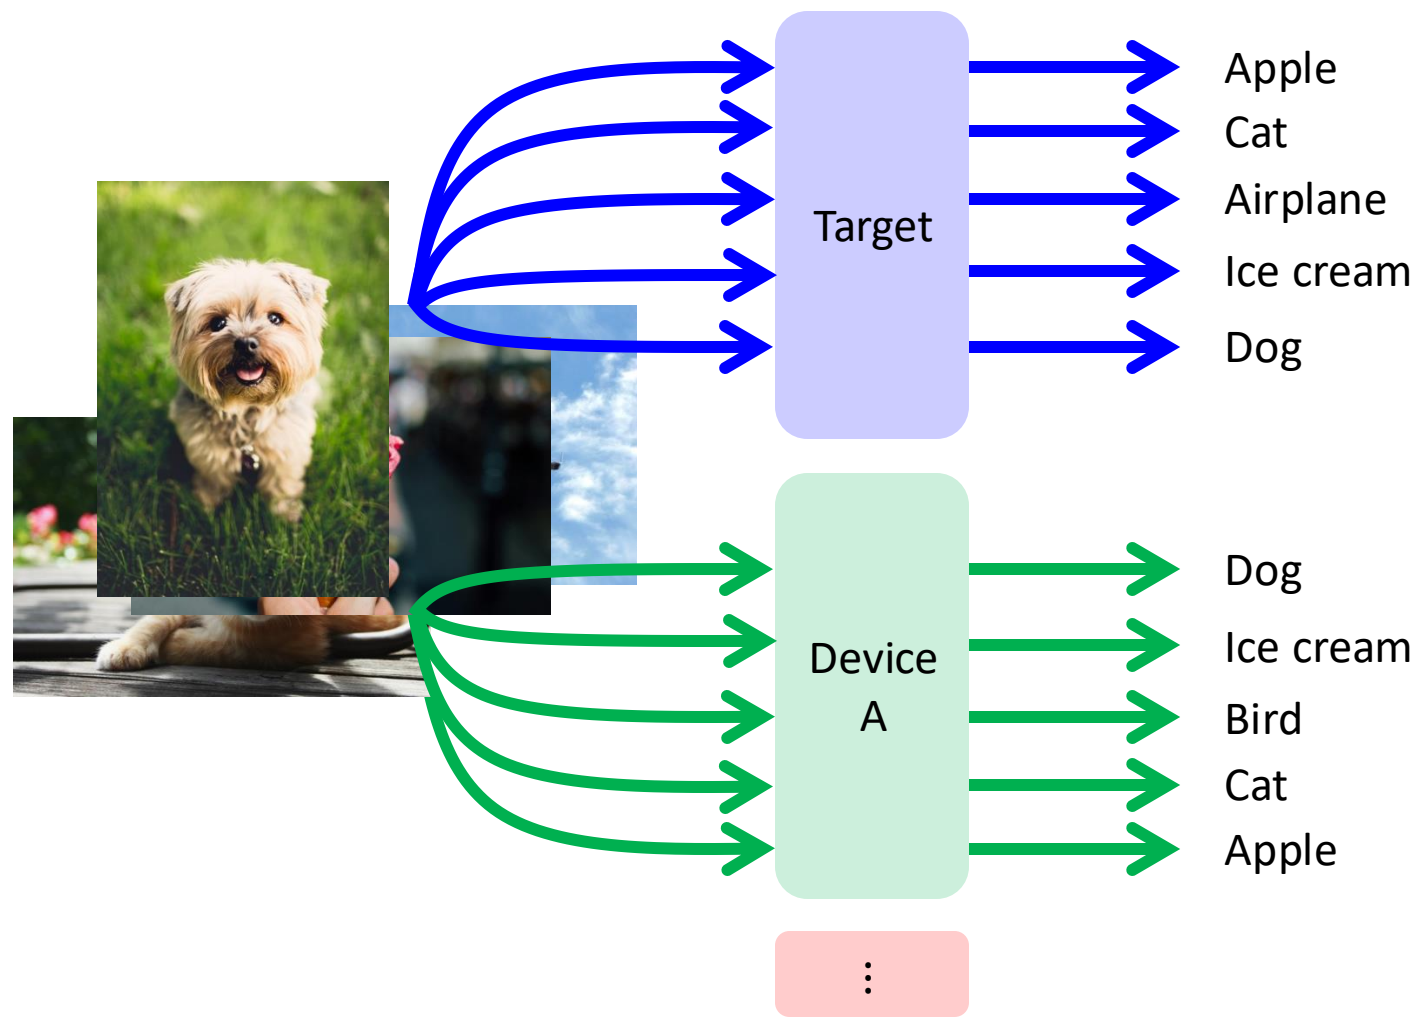 Apple
Cat
Airplane
Ice cream
Dog
Target
Dog
Ice cream
Bird
Cat
Apple
Device
A
⋮